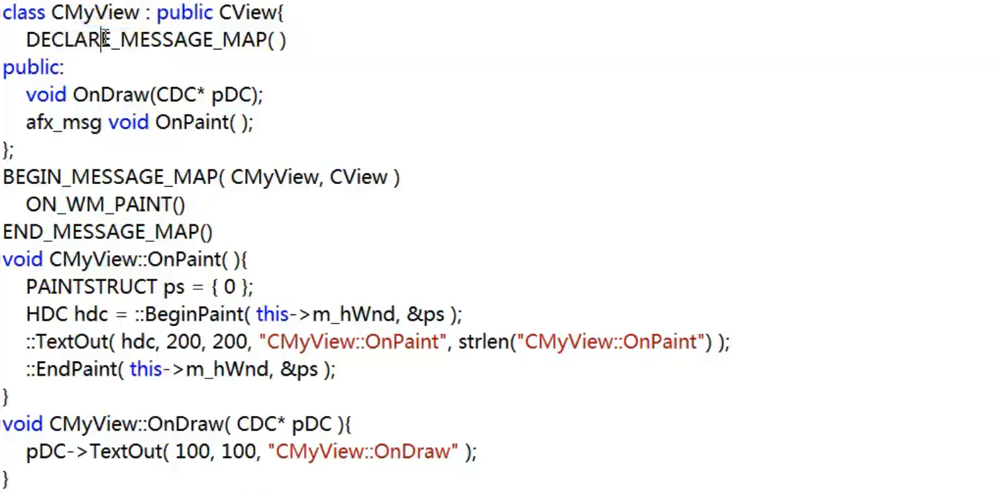 class CMyView : public CView{
DECLARE_MESSAGE_MAP( )
public:
void OnDraw(CDC* pDC);
afx_msg void OnPaint( );
};
BEGIN_MESSAGE_MAP( CMyView, CView )
ON_WM_PAINT()
END_MESSAGE_MAP()
void CMyView::OnPaint( ){
PAINTSTRUCT ps = { 0 };
HDC hdc = ::BeginPaint( this->m_hWnd, &ps );
::TextOut( hdc, 200, 200, "CMyView::OnPaint", strlen("CMyView::OnPaint") );
::EndPaint( this->m_hWnd, &ps );
}
void CMyView::OnDraw( CDC* pDC ){
pDC->TextOut( 100, 100, "CMyView::OnDraw" );
}